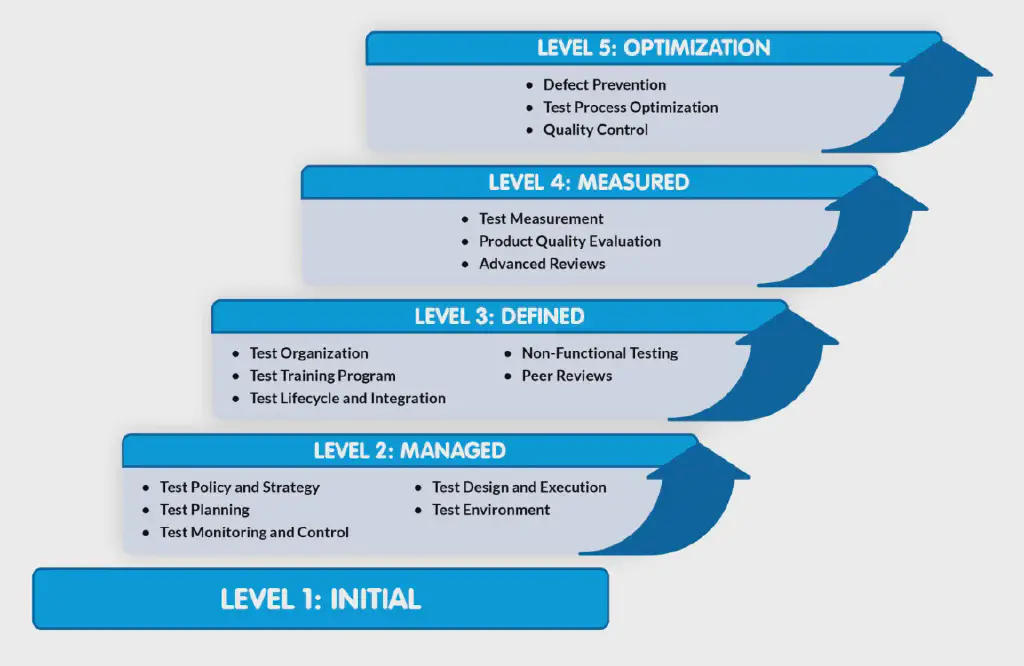 LEVEL 5: OPTIMIZATION
• Defect Prevention
• Test Process Optimization
• Quality Control
LEVEL 4: MEASURED
• Test Measurement
• Product Quality Evaluation
• Advanced Reviews
LEVEL 3: DEFINED
• Test Organization
• Test Training Program
• Test Lifecycle and Integration
• Non-Functional Testing
• Peer Reviews
LEVEL 2: MANAGED
• Test Policy and Strategy
• Test Planning
• Test Monitoring and Control
• Test Design and Execution
• Test Environment
LEVEL 1: INITIAL